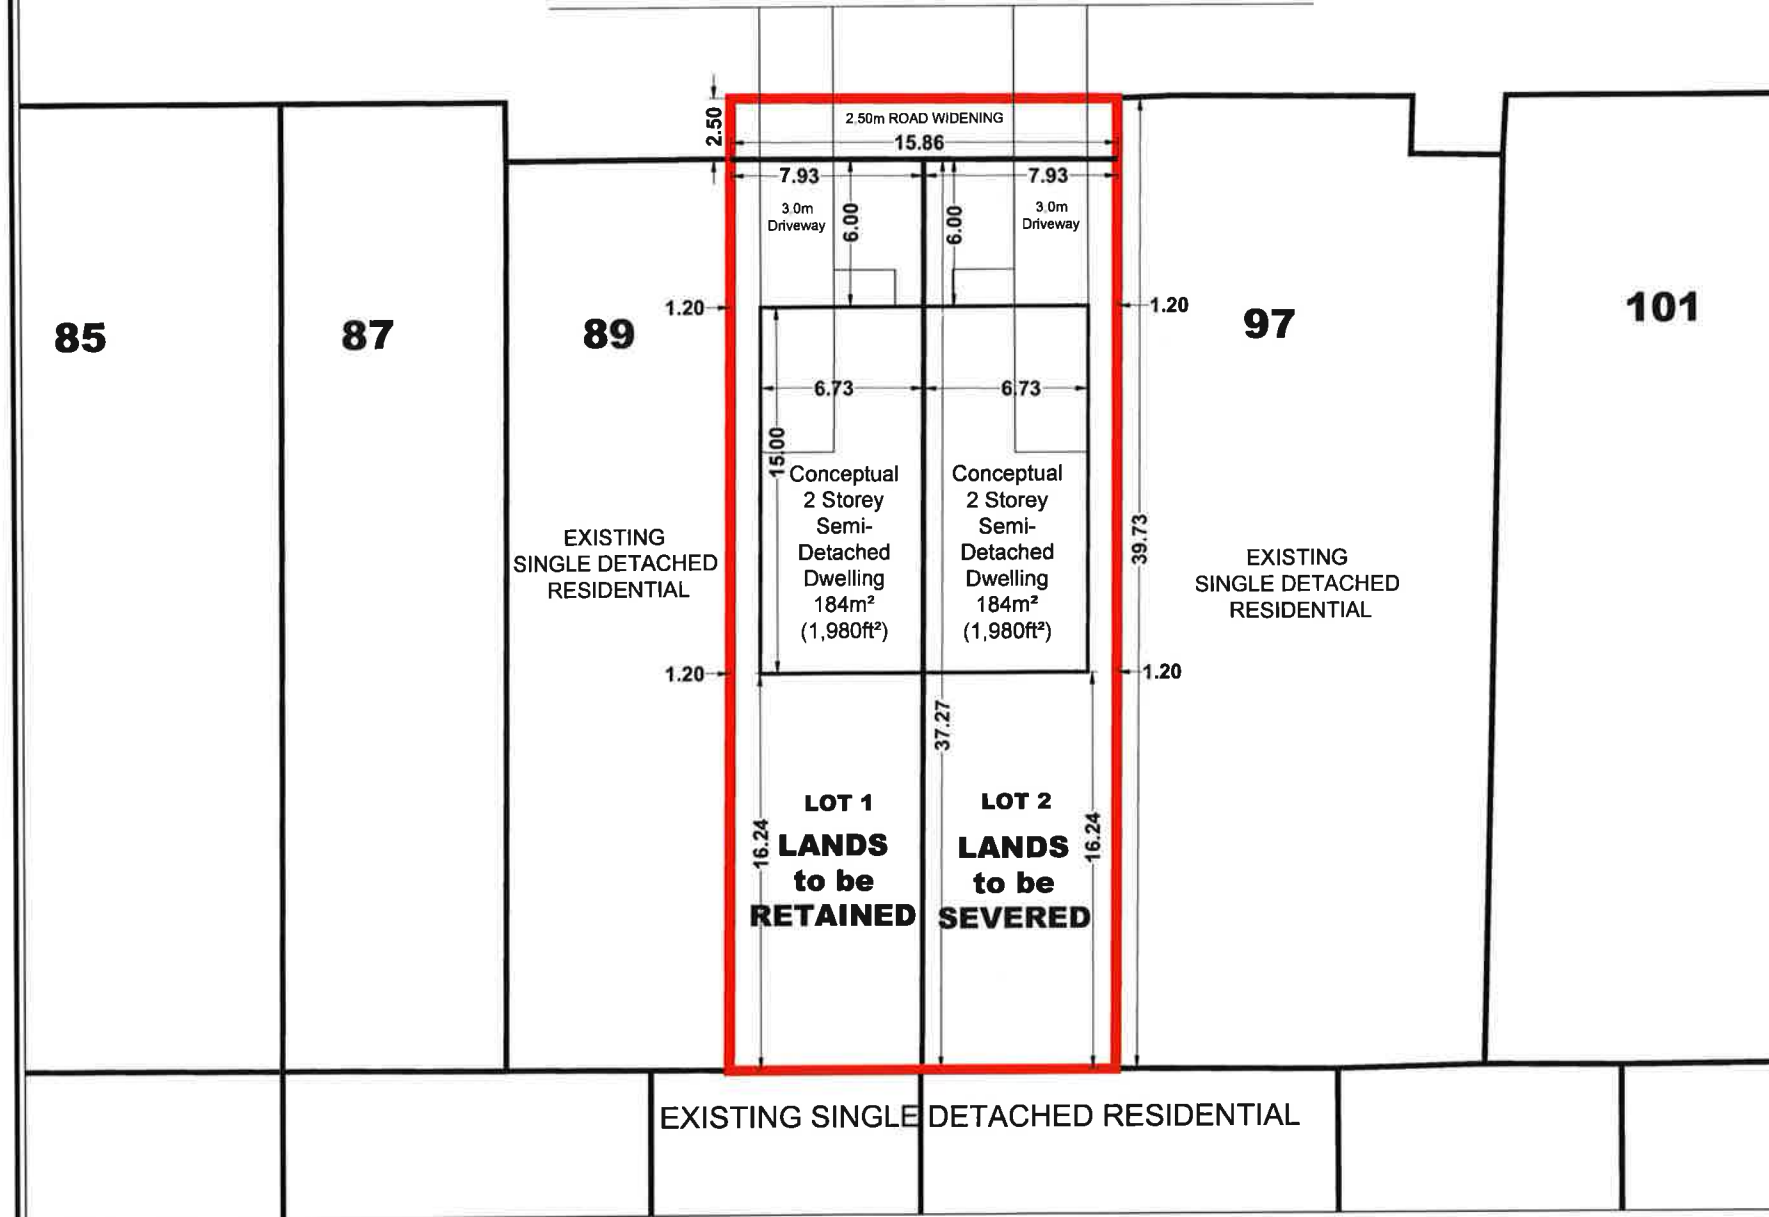 2.50
2.50m ROAD WIDENING
15.86
7.93
7.93
3.0m
Driveway
6.00
6.00
3.0m
Driveway
1.20
1.20
85
87
89
97
101
6.73
6.73
15.00
Conceptual
2 Storey
Semi-
Detached
Dwelling
184m²
(1,980ft²)
Conceptual
2 Storey
Semi-
Detached
Dwelling
184m²
(1,980ft²)
39.73
EXISTING
SINGLE DETACHED
RESIDENTIAL
EXISTING
SINGLE DETACHED
RESIDENTIAL
1.20
1.20
37.27
16.24
LOT 1
LANDS
to be
RETAINED
LOT 2
LANDS
to be
SEVERED
16.24
EXISTING SINGLE DETACHED RESIDENTIAL